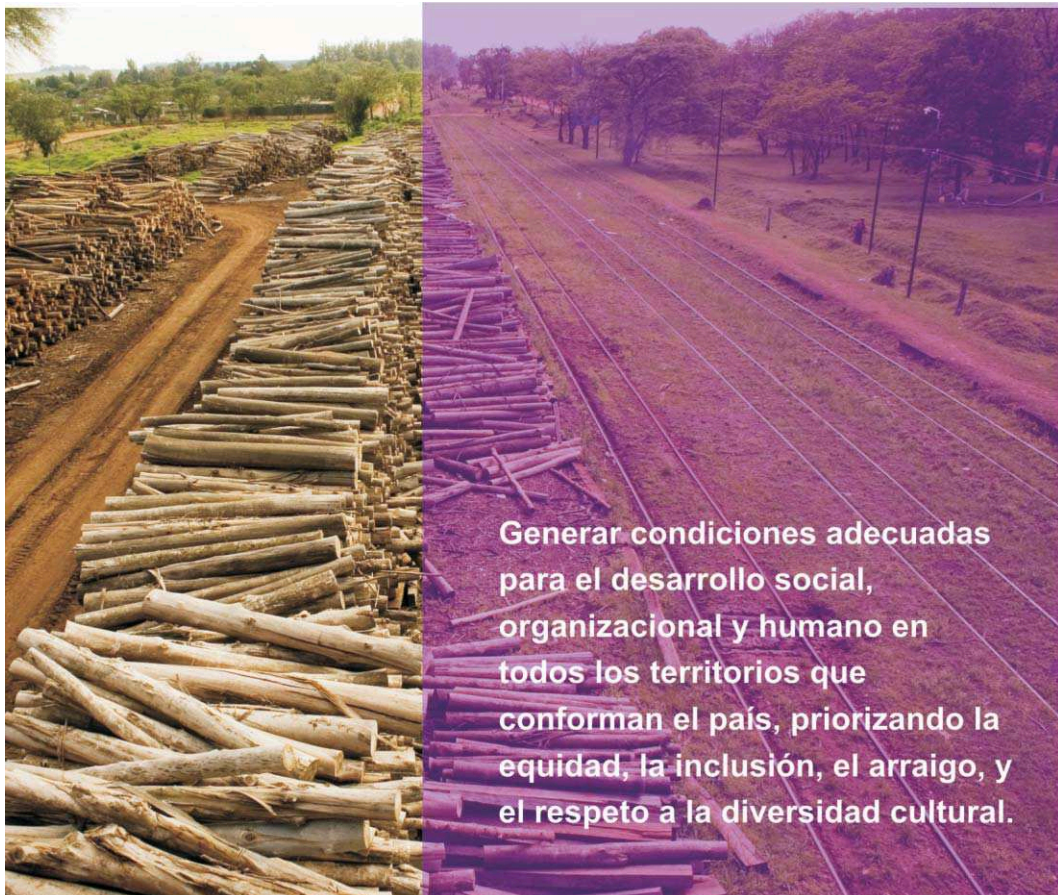 Generar condiciones adecuadas
para el desarrollo social,
organizacional y humano en
todos los territorios que
conforman el país, priorizando la
equidad, la inclusión, el arraigo, y
el respeto a la diversidad cultural.